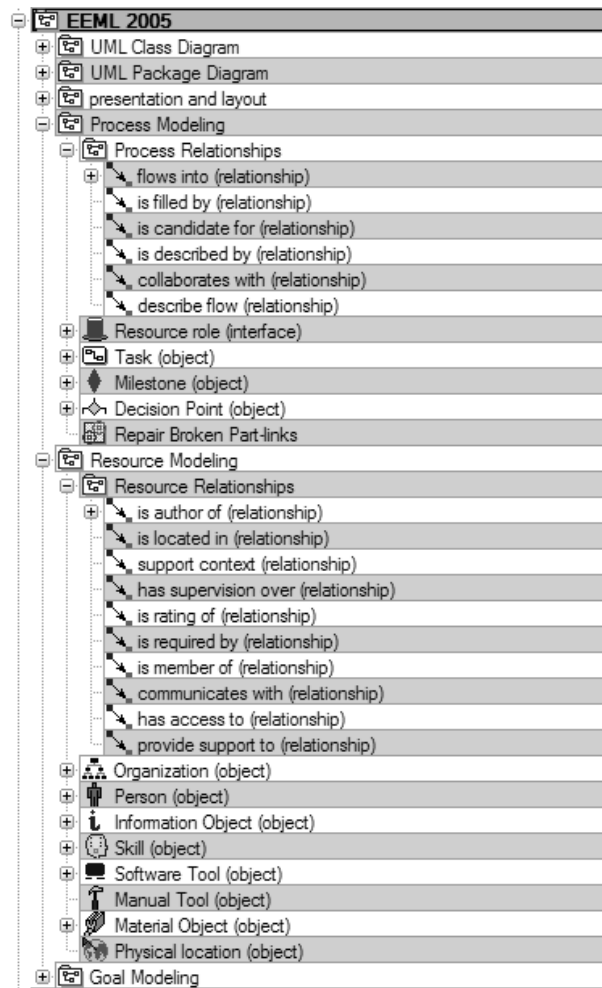 EEML 2005
UML Class Diagram
UML Package Diagram
presentation and layout
Process Modeling
Process Relationships
flows into (relationship)
is filled by (relationship)
is candidate for (relationship)
is described by (relationship)
collaborates with (relationship)
describe flow (relationship)
Resource role (interface)
Task (object)
Milestone (object)
Decision Point (object)
Repair Broken Part-links
Resource Modeling
Resource Relationships
is author of (relationship)
is located in (relationship)
support context (relationship)
has supervision over (relationship)
is rating of (relationship)
is required by (relationship)
is member of (relationship)
communicates with (relationship)
has access to (relationship)
provide support to (relationship)
Organization (object)
Person (object)
Information Object (object)
Skill (object)
Software Tool (object)
Manual Tool (object)
Material Object (object)
Physical location (object)
Goal Modeling